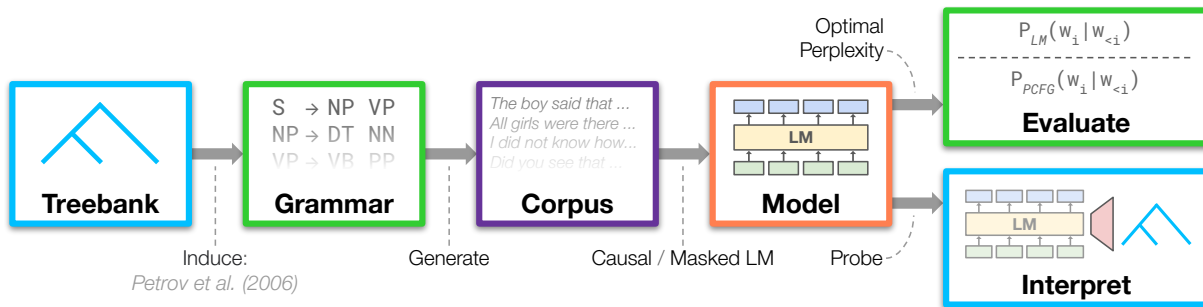 Treebank
Induce:
Petrov et al. (2006)
S → NP VP
NP → DT NN
VP → VB PP
Grammar
Generate
The boy said that ...
All girls were there ...
I did not know how...
Did you see that ...
Corpus
Causal / Masked LM
LM
Model
Optimal
Perplexity
P_LM(w_i|w_<i)
P_PCFG(w_i|w_<i)
Evaluate
Probe
LM
Interpret